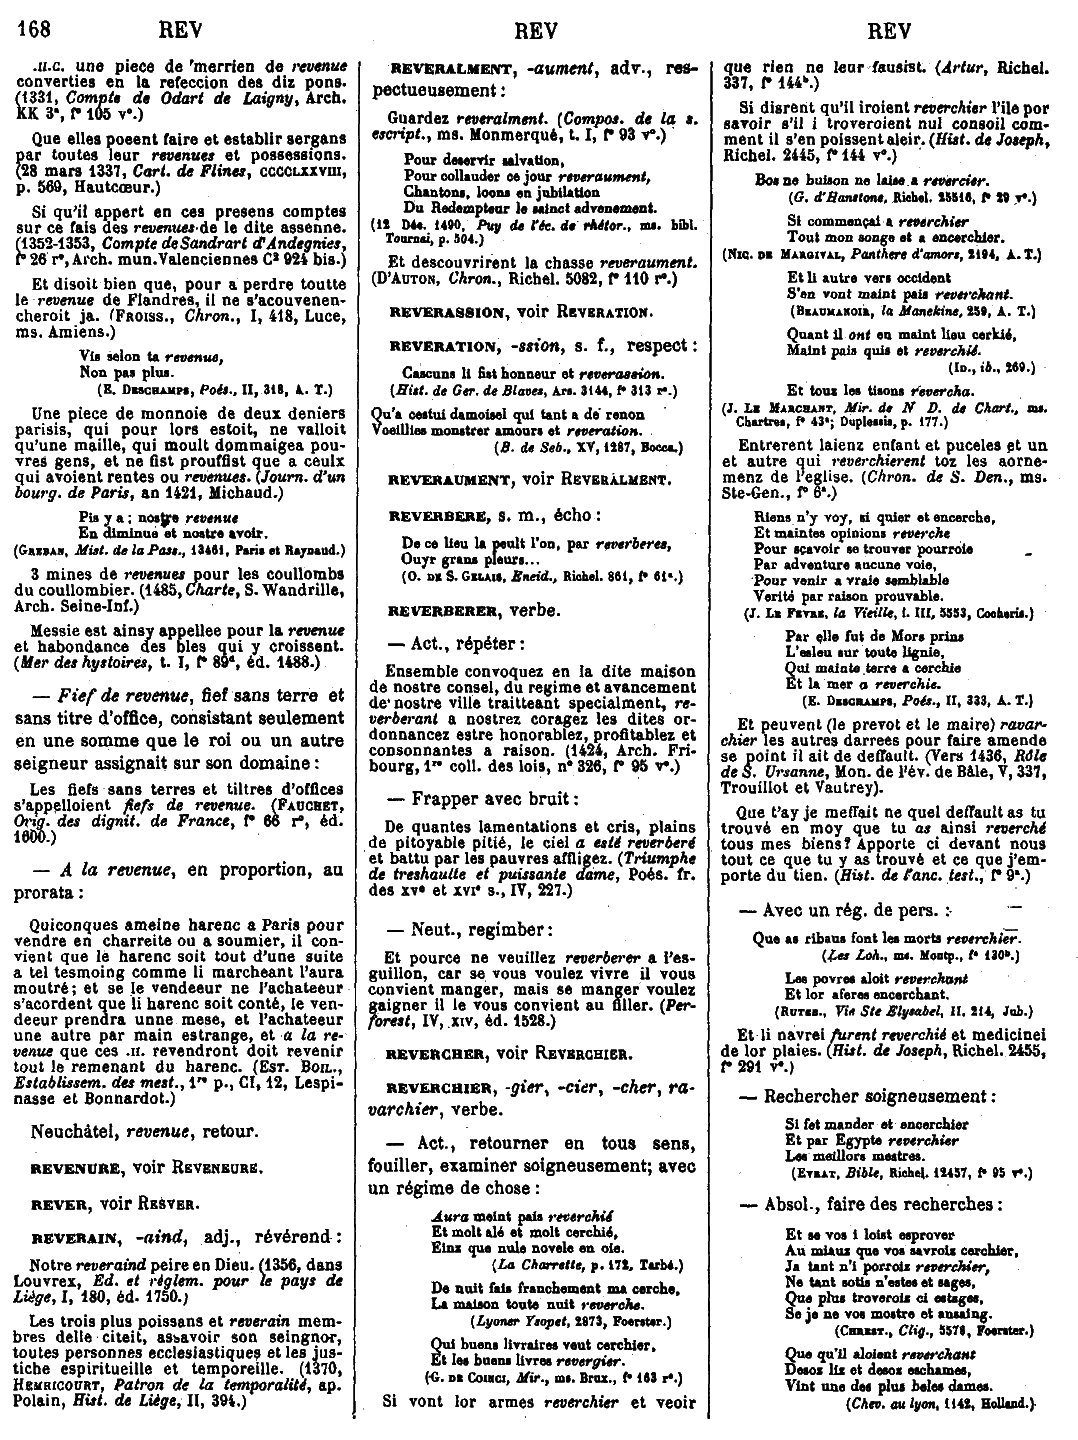 168 REV REV REV
.II.C. une piece de merrien de revenue
converties en la refeccion des diz pons.
(1331, Compte de Odart de Laigny, Arch.
KK 3ª, f° 105 v°.)
Que elles poeent faire et establir sergans
par toutes leur revenues et possessions.
(28 mars 1337, Cart. de Flines, CCCCLXXVIII,
p. 569, Hautcœur.)
Si qu'il appert en ces presens comptes
sur ce fais des revenues de le dite assenne.
(1352-1353, Compte de Sandrart d'Andegnies,
f° 26 r°, Arch. mun. Valenciennes C² 924 bis.)
Et disoit bien que, pour a perdre toutte
le revenue de Flandres, il ne s'acouvenen-
cheroit ja. (FROISS., Chron., I, 418, Luce,
ms. Amiens.)
Vis selon ta revenue,
Non pas plus.
(E. DESCHAMPS, Poés., II, 318, A. T.)
Une piece de monnoie de deux deniers
parisis, qui pour lors estoit, ne valloit
qu'une maille, qui moult dommaigea pou-
vres gens, et ne fist prouffist que a ceulx
qui avoient rentes ou revenues. (Journ. d'un
bourg. de Paris, an 1421, Michaud.)
Pis y a ; nostre revenue
En diminue et nostre avoir.
(GREBAN, Mist. de la Pass., 13461, Paris et Raynaud.)
3 mines de revenues pour les coullombs
du coullombier. (1485, Charte, S. Wandrille,
Arch. Seine-Inf.)
Messie est ainsy appellee pour la revenue
et habondance des bles qui y croissent.
(Mer des hystoires, t. I, f° 89ᵈ, éd. 1488.)
— Fief de revenue, fief sans terre et
sans titre d'office, consistant seulement
en une somme que le roi ou un autre
seigneur assignait sur son domaine :
Les fiefs sans terres et tiltres d'offices
s'appelloient fiefs de revenue. (FAUCHET,
Orig. des dignit. de France, f° 66 r°, éd.
1600.)
— A la revenue, en proportion, au
prorata :
Quiconques ameine harenc a Paris pour
vendre en charreite ou a soumier, il con-
vient que le harenc soit tout d'une suite
a tel tesmoing comme li marcheant l'aura
moutré ; et se le vendeeur ne l'achateeur
s'acordent que li harenc soit conté, le ven-
deeur prendra unne mese, et l'achateeur
une autre par main estrange, et a la re-
venue que ces .II. revendront doit revenir
tout le remenant du harenc. (EST. BOIL.,
Establissem. des mest., 1re p., CI, 12, Lespi-
nasse et Bonnardot.)
Neuchâtel, revenue, retour.
REVENURE, voir REVENEURE.
REVER, voir RESVER.
REVERAIN, -aind, adj., révérend :
Notre reveraind peire en Dieu. (1356, dans
Louvrex, Ed. et réglem. pour le pays de
Liège, I, 180, éd. 1750.)
Les trois plus poissans et reverain mem-
bres delle citeit, assavoir son seingnor,
toutes personnes ecclesiastiques et les jus-
tiche espiritueille et temporeille. (1370,
HEMRICOURT, Patron de la temporalité, ap.
Polain, Hist. de Liège, II, 394.)
REVERALMENT, -aument, adv., res-
pectueusement :
Guardez reveralment. (Compos. de la s.
escript., ms. Monmerqué, t. I, f° 93 v°.)
Pour deservir salvation,
Pour collauder ce jour reveraument,
Chantons, loons en jubilation
Du Redempteur le sainct advenement.
(12 Déc. 1490, Puy de l'éc. de rhétor., ms. bibl.
Tournai, p. 504.)
Et descouvrirent la chasse reveraument.
(D'AUTON, Chron., Richel. 5082, f° 110 r°.)
REVERASSION, voir REVERATION.
REVERATION, -ssion, s. f., respect :
Cascuns li fist honneur et reverassion.
(Hist. de Ger. de Blaves, Ars. 3144, f° 313 r°.)
Qu'a cestui damoisel qui tant a de renon
Voeillies monstrer amours et reveration.
(B. de Seb., XV, 1287, Bocca.)
REVERAUMENT, voir REVERALMENT.
REVERBERE, s. m., écho :
De ce lieu la peult l'on, par reverberes,
Ouyr grans pleurs...
(O. DE S. GELAIS, Eneid., Richel. 861, f° 61ᵃ.)
REVERBERER, verbe.
— Act., répéter :
Ensemble convoquez en la dite maison
de nostre consel, du regime et avancement
de nostre ville traitteant specialment, re-
verberant a nostrez coragez les dites or-
donnancez estre honorablez, profitablez et
consonnantes a raison. (1424, Arch. Fri-
bourg, 1re coll. des lois, n° 326, f° 95 v°.)
— Frapper avec bruit :
De quantes lamentations et cris, plains
de pitoyable pitié, le ciel a esté reverberé
et battu par les pauvres affligez. (Triumphe
de treshaulte et puissante dame, Poés. fr.
des XVe et XVIe s., IV, 227.)
— Neut., regimber :
Et pource ne veuillez reverberer a l'es-
guillon, car se vous voulez vivre il vous
convient manger, mais se manger voulez
gaigner il le vous convient au filler. (Per-
forest, IV, XIV, éd. 1528.)
REVERCHER, voir REVERCHIER.
REVERCHIER, -gier, -cier, -cher, ra-
varchier, verbe.
— Act., retourner en tous sens,
fouiller, examiner soigneusement ; avec
un régime de chose :
Aura meint païs reverchié
Et molt alé et molt cerchié,
Einz que nule novele en oie.
(La Charrette, p. 172, Tarbé.)
De nuit fais franchement ma cerche,
La maison toute nuit reverche.
(Lyoner Ysopet, 2873, Foerster.)
Qui buens livraires veut cerchier,
Et les buens livres revergier.
(G. DE COINCI, Mir., ms. Brux., f° 163 r°.)
Si vont lor armes reverchier et veoir
que rien ne leur fausist. (Artur, Richel.
337, f° 144ᵇ.)
Si disrent qu'il iroient reverchier l'ile por
savoir s'il i troveroient nul consoil com-
ment il s'en poissent aleir. (Hist. de Joseph,
Richel. 2445, f° 144 v°.)
Bos ne buison ne laise a revercier.
(G. d'Hanstone, Richel. 25516, f° 29 v°.)
Si commençai a reverchier
Tout mon songe et a encerchier.
(NIC. DE MARGIVAL, Panthere d'amors, 2194, A. T.)
Et li autre vers occident
S'en vont maint païs reverchant.
(BEAUMANOIR, la Manekine, 259, A. T.)
Quant il ont en maint lieu cerkié,
Maint païs quis et reverchié.
(ID., ib., 269.)
Et touz les tisons revercha.
(J. LE MARCHANT, Mir. de N D. de Chart., ms.
Chartres, f° 43ᶜ ; Duplessis, p. 177.)
Entrerent laienz enfant et puceles et un
et autre qui reverchierent toz les aorne-
menz de l'eglise. (Chron. de S. Den., ms.
Ste-Gen., f° 6ᵃ.)
Riens n'y voy, si quier et encerche,
Et maintes opinions reverche
Pour sçavoir se trouver pourroie
Par adventure aucune voie,
Pour venir a vraie semblable
Verité par raison prouvable.
(J. LE FEVRE, la Vieille, l. III, 5553, Cocheris.)
Par elle fut de Mors prins
L'esleu sur toute lignie,
Qui mainte terre a cerchie
Et la mer a reverchie.
(E. DESCHAMPS, Poés., II, 333, A. T.)
Et peuvent (le prevot et le maire) ravar-
chier les autres darrees pour faire amende
se point il ait de deffault. (Vers 1436, Rôle
de S. Ursanne, Mon. de l'év. de Bâle, V, 337,
Trouillot et Vautrey).
Que t'ay je meffait ne quel deffault as tu
trouvé en moy que tu as ainsi reverché
tous mes biens? Apporte ci devant nous
tout ce que tu y as trouvé et ce que j'em-
porte du tien. (Hist. de l'anc. test., f° 9ᵃ.)
— Avec un rég. de pers. :
Que as ribaus font les morts reverchier.
(Les Loh., ms. Montp., f° 130ᵇ.)
Les povres aloit reverchant
Et lor aferes encerchant.
(RUTEB., Vie Ste Elysabel, II, 214, Jub.)
Et li navrei furent reverchié et medicinei
de lor plaies. (Hist. de Joseph, Richel. 2455,
f° 291 v°.)
— Rechercher soigneusement :
Si fet mander et encerchier
Et par Egypte reverchier
Les meillors mestres.
(EVRAT, Bible, Richel. 12457, f° 95 v°.)
— Absol., faire des recherches :
Et se vos i loist esprover
Au miauz que vos savroiz cerchier,
Ja tant n'i porroiz reverchier,
Ne tant sotis n'estes et sages,
Que plus troveroiz ci estages,
Se je ne vos mostre et ansaing.
(CHREST., Clig., 5578, Foerster.)
Que qu'il aloient reverchant
Desoz liz et desoz eschames,
Vint une des plus beles dames.
(Chev. au lyon, 1142, Holland.)